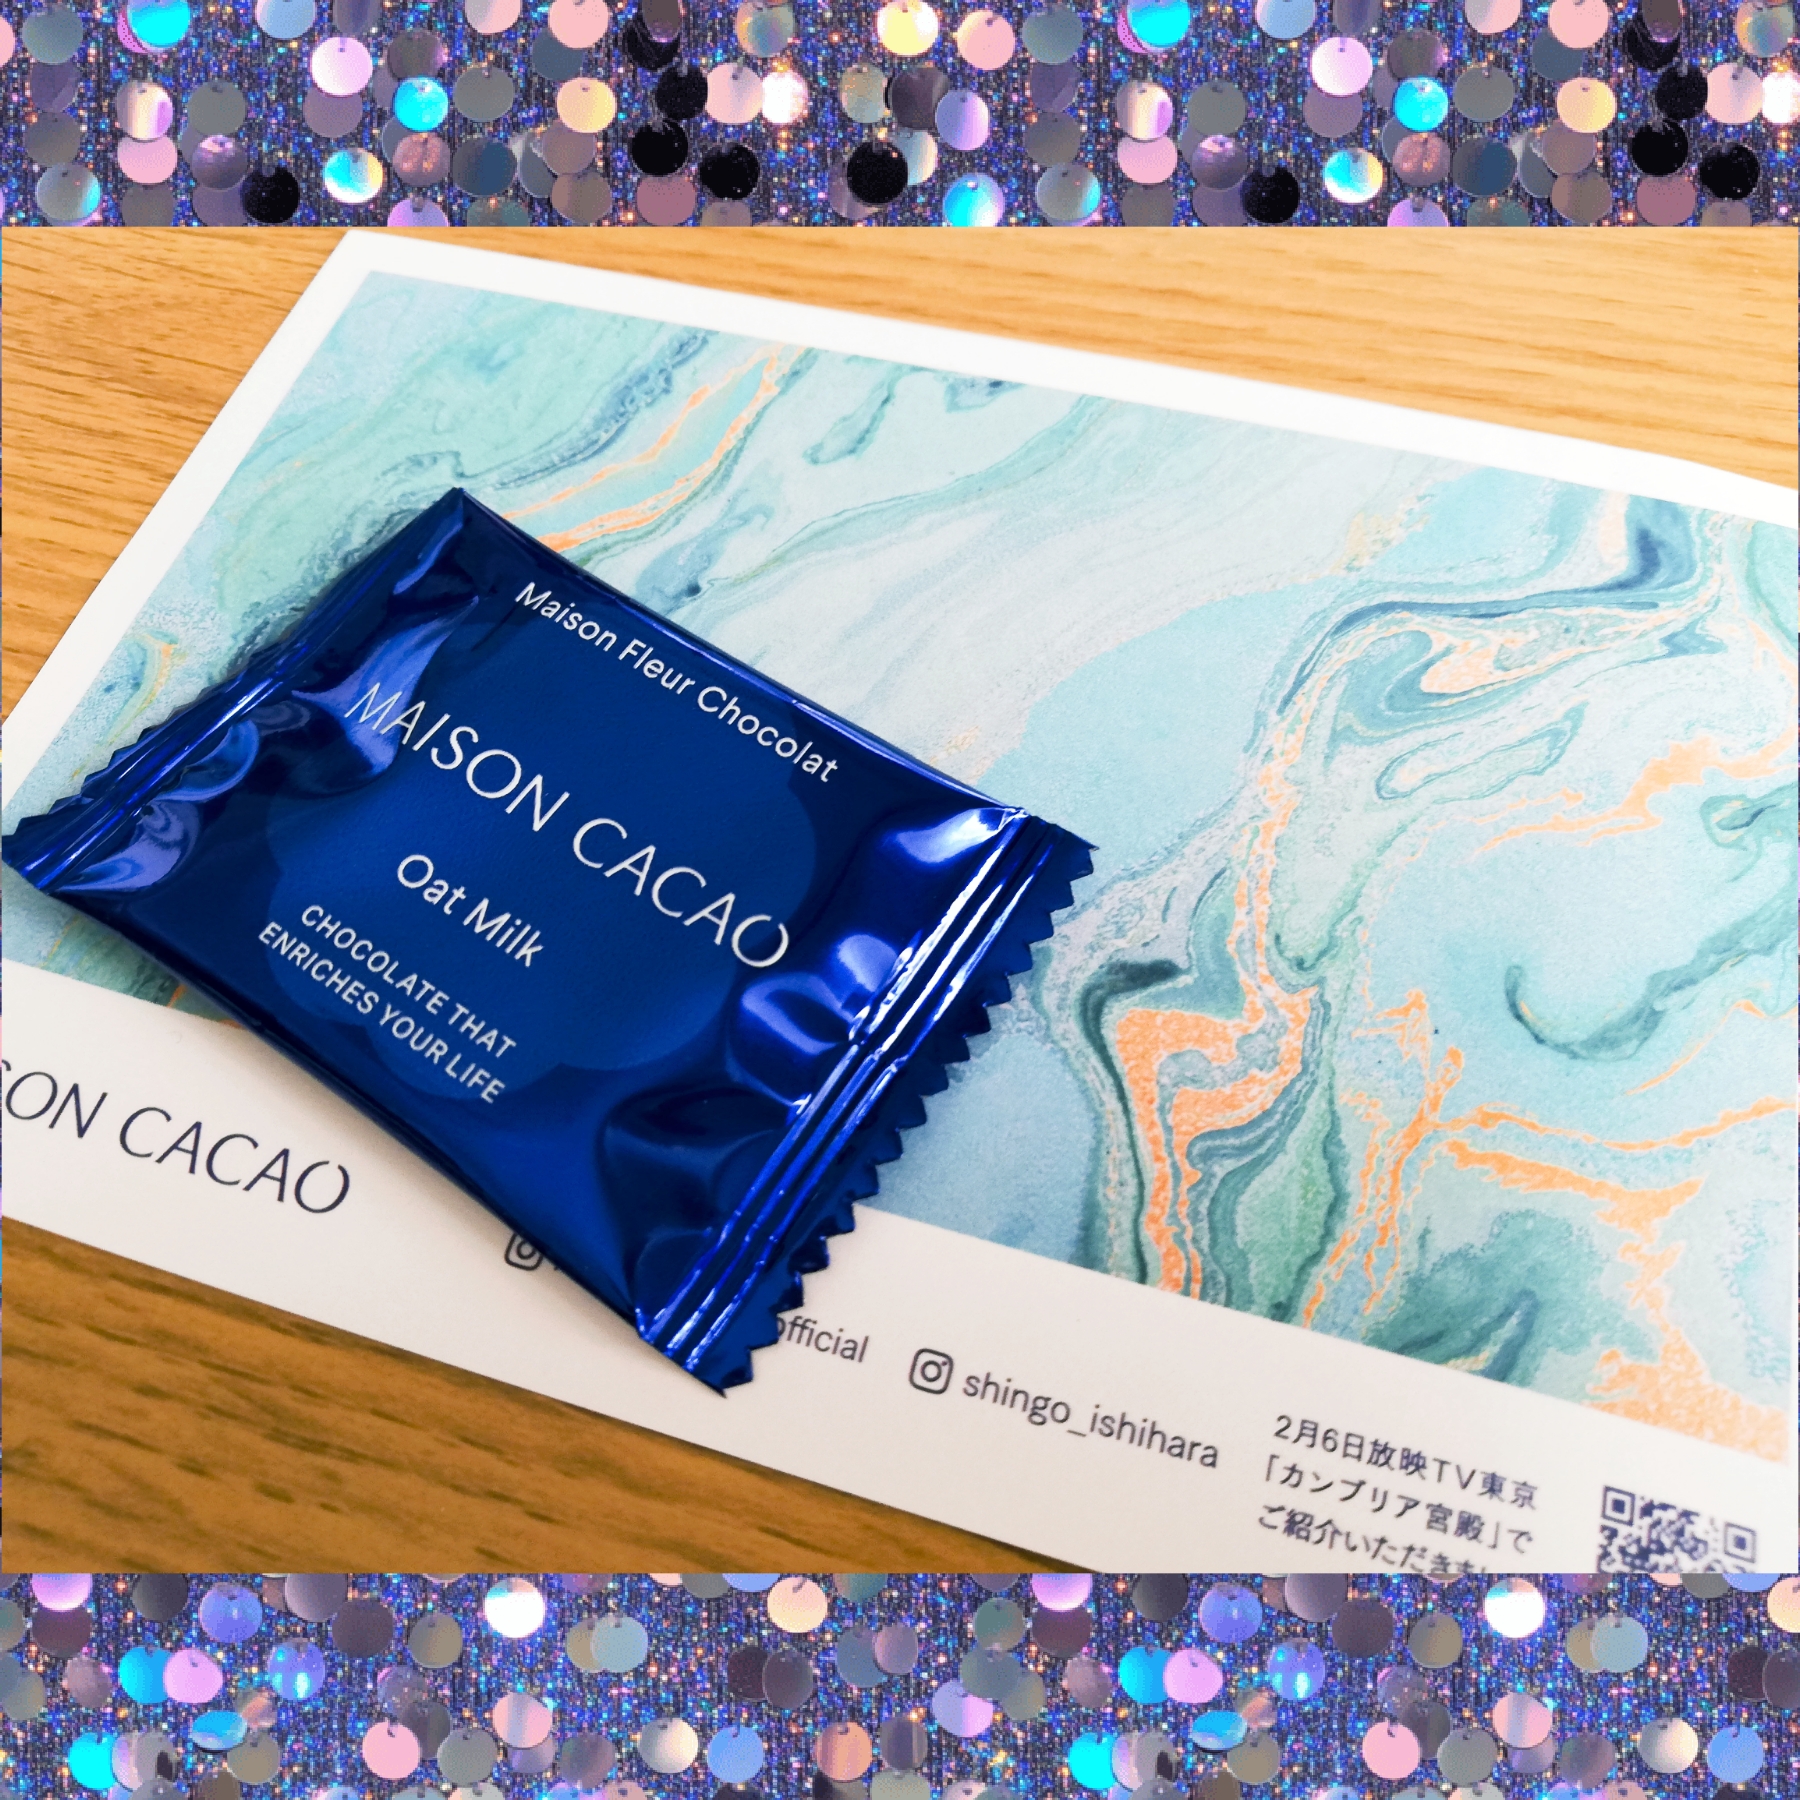 Maison Fleur Chocolat
MAISON CACAO
Oat Milk
CHOCOLATE THAT
ENRICHES YOUR LIFE
CACAO
official
shingo_ishihara
2月6日放映TV東京
「カンブリア宮殿」で
ご紹介いただきま